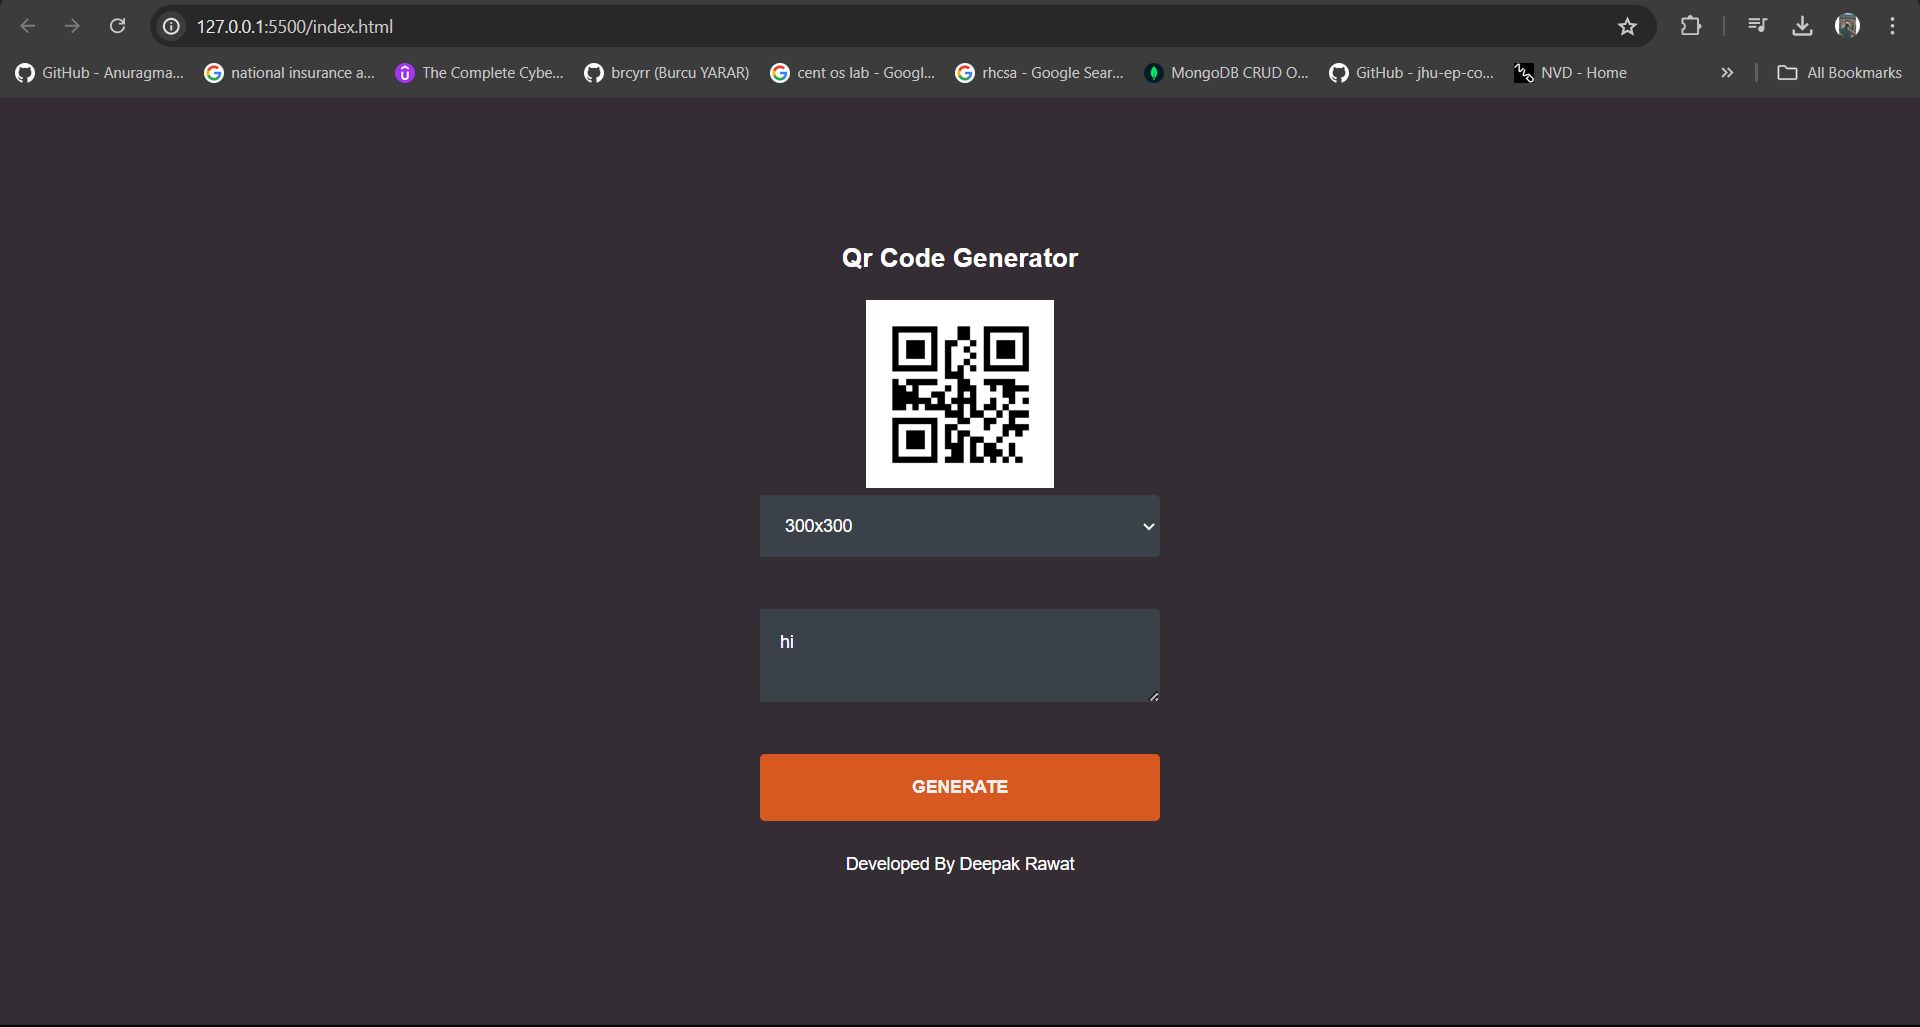 127.0.0.1:5500/index.html
GitHub - Anuragma... national insurance a... The Complete Cybe... brcyrr (Burcu YARAR) cent os lab - Googl... rhcsa - Google Sear... MongoDB CRUD O... GitHub - jhu-ep-co... NVD - Home » All Bookmarks
Qr Code Generator
300x300
hi
GENERATE
Developed By Deepak Rawat